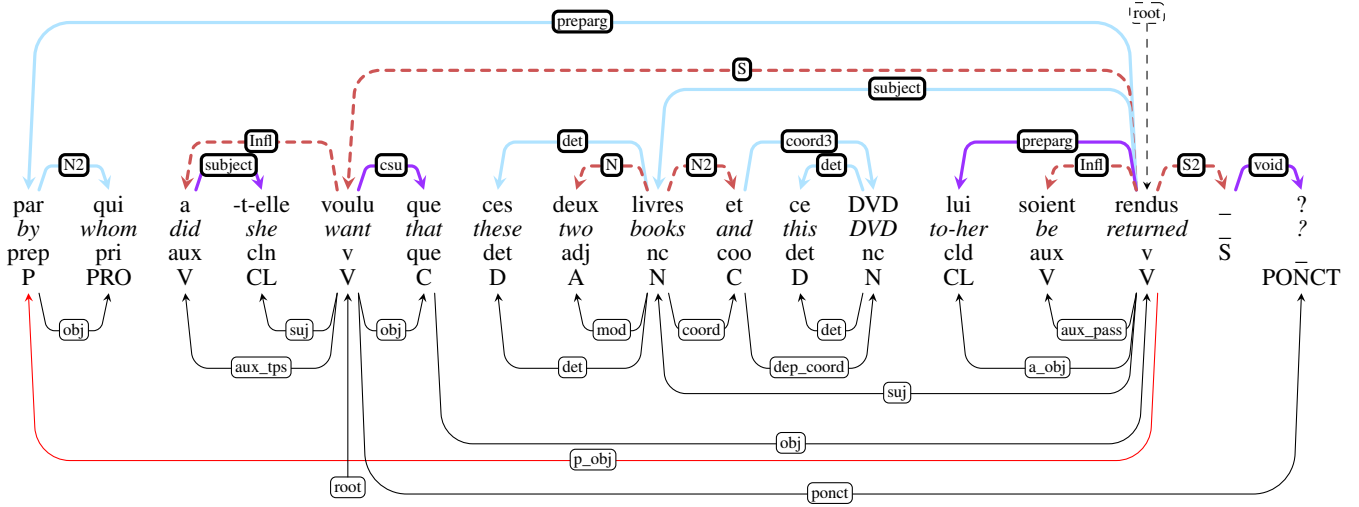 root
preparg
S
subject
Infl det coord3
N2 subject csu N N2 det preparg Infl S2 void
par qui a -t-elle voulu que ces deux livres et ce DVD lui soient rendus _ ?
by whom did she want that these two books and this DVD to-her be returned _ ?
prep pri aux cln v que det adj nc coo det nc cld aux v S _
P PRO V CL V C D A N C D N CL V V PONCT
obj suj obj mod coord det aux_pass
aux_tps det dep_coord a_obj
suj
obj
p_obj
root ponct